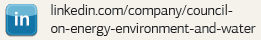 in
linkedin.com/company/council-
on-energy-environment-and-water